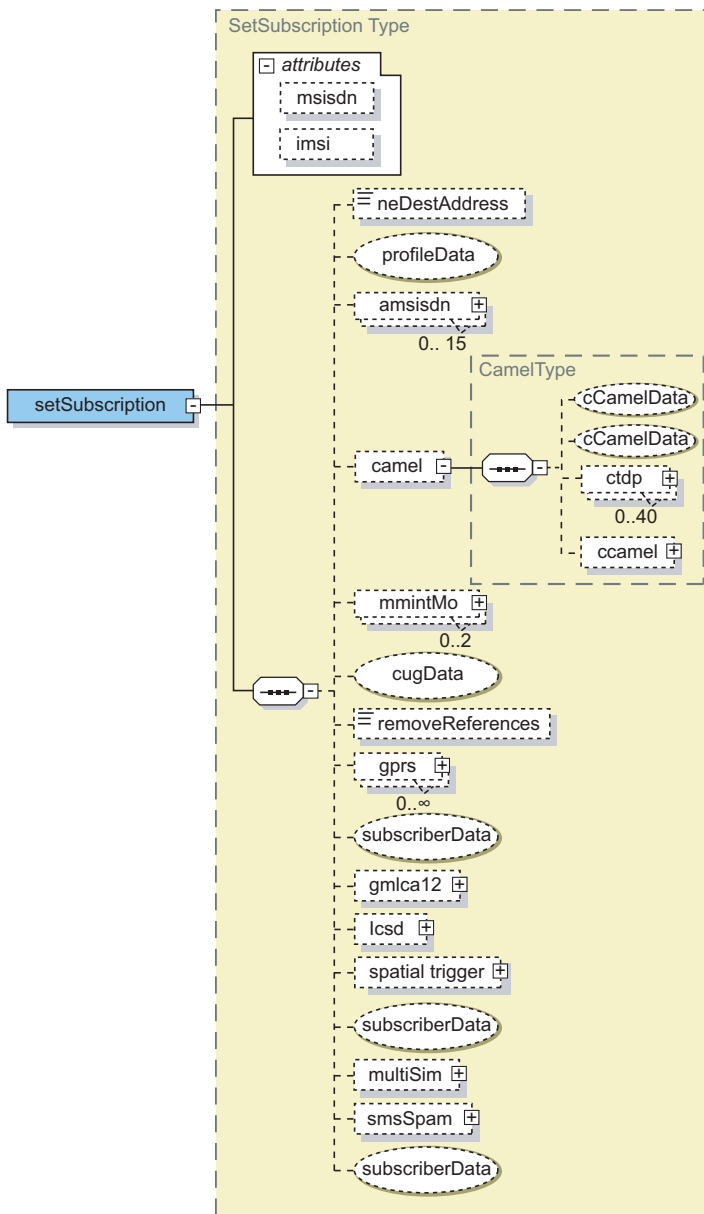 SetSubscription Type
attributes
msisdn
imsi
neDestAddress
profileData
amsisdn
0.. 15
CamelType
cCamelData
cCamelData
setSubscription
camel
ctdp
0..40
ccamel
mmintMo
0..2
cugData
removeReferences
gprs
0..∞
subscriberData
gmlca12
lcsd
spatial trigger
subscriberData
multiSim
smsSpam
subscriberData